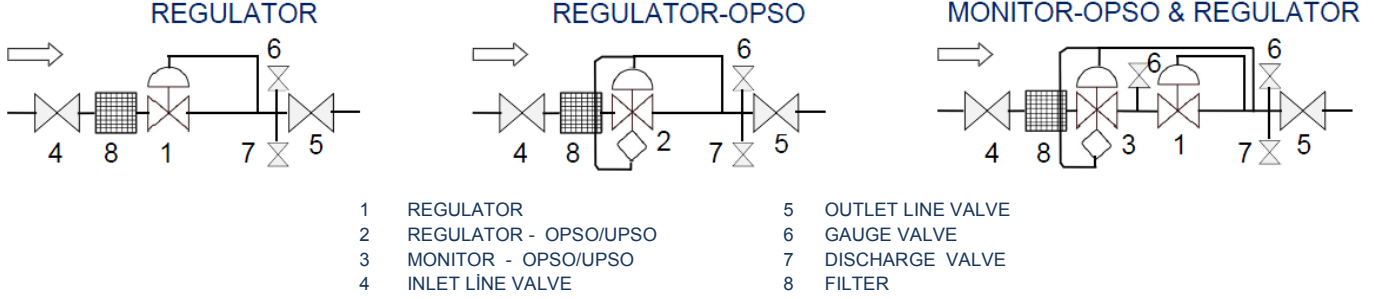 REGULATOR
REGULATOR-OPSO
MONITOR-OPSO & REGULATOR
6
6
6
6
4
8
1
7
5
4
8
2
7
5
4
8
3
1
7
5
1 REGULATOR
2 REGULATOR - OPSO/UPSO
3 MONITOR - OPSO/UPSO
4 INLET LİNE VALVE
5 OUTLET LINE VALVE
6 GAUGE VALVE
7 DISCHARGE VALVE
8 FILTER